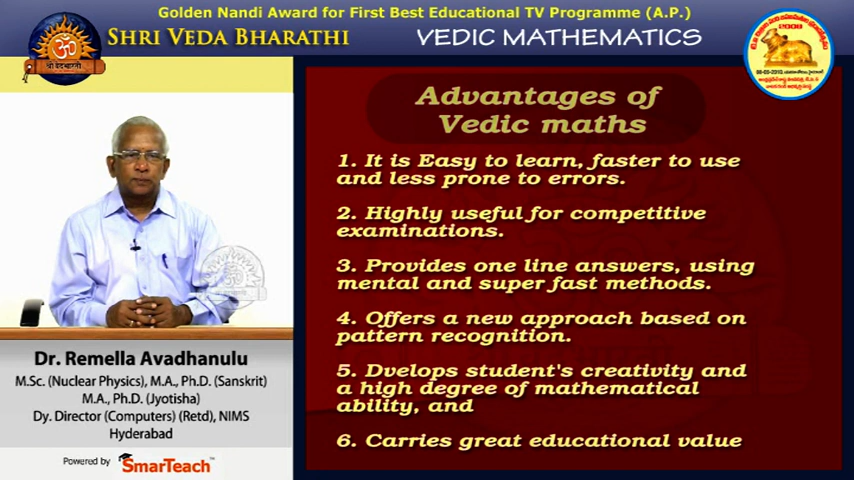 Golden Nandi Award for First Best Educational TV Programme (A.P.)
SHRI VEDA BHARATHI
VEDIC MATHEMATICS
Advantages of
Vedic maths
1. It is Easy to learn, faster to use
and less prone to errors.
2. Highly useful for competitive
examinations.
3. Provides one line answers, using
mental and super fast methods.
4. Offers a new approach based on
pattern recognition.
5. Dvelops student's creativity and
a high degree of mathematical
ability, and
6. Carries great educational value
Dr. Remella Avadhanulu
M.Sc. (Nuclear Physics), M.A., Ph.D. (Sanskrit)
M.A., Ph.D. (Jyotisha)
Dy. Director (Computers) (Retd), NIMS
Hyderabad
Powered by SmarTeach